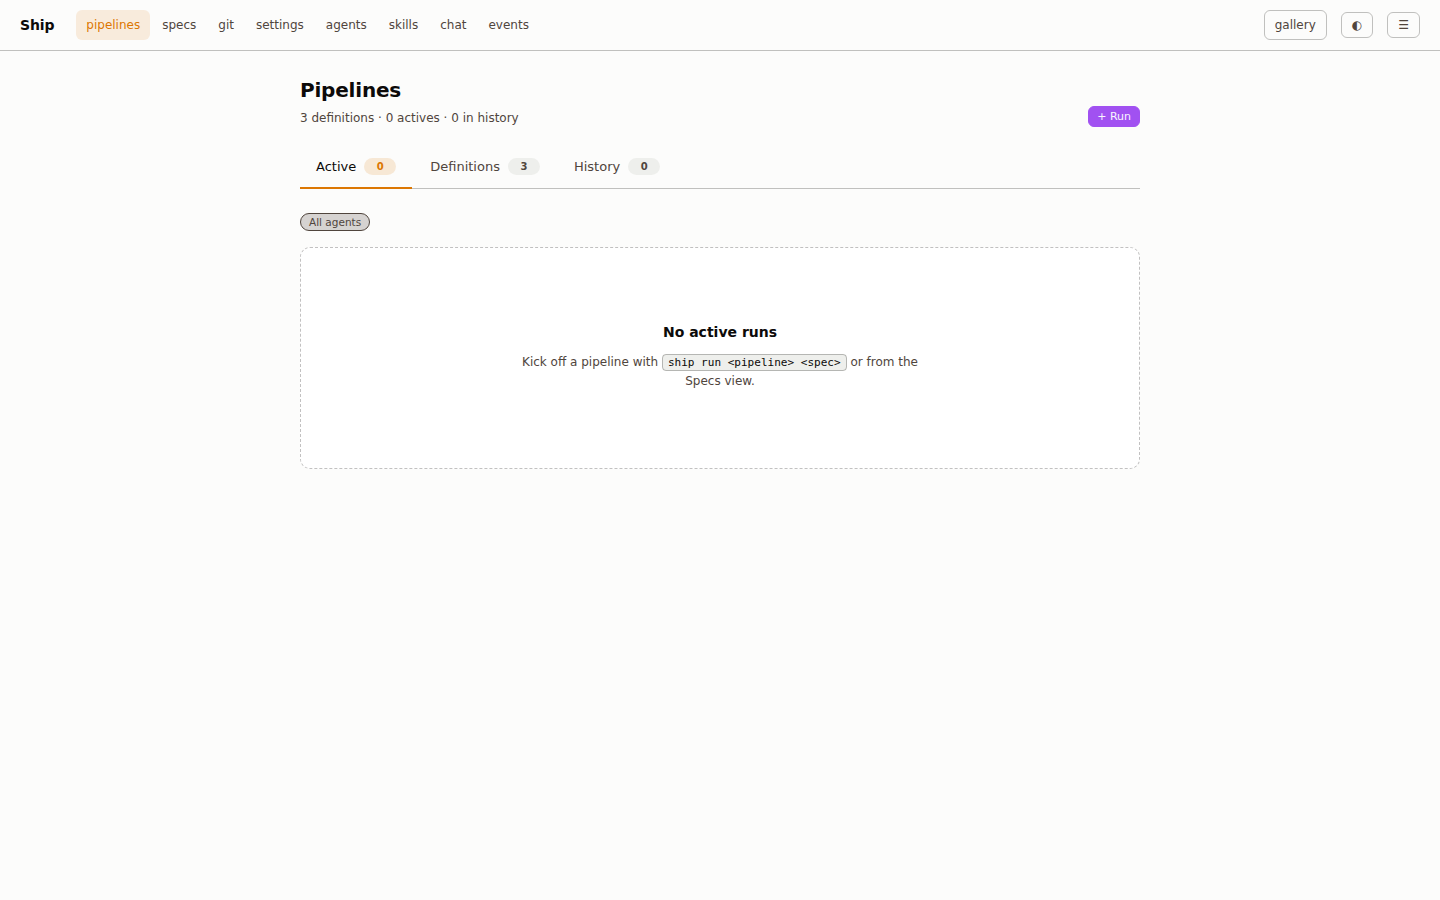 Ship pipelines specs git settings agents skills chat events gallery
Pipelines
3 definitions · 0 actives · 0 in history
+ Run
Active 0 Definitions 3 History 0
All agents
No active runs
Kick off a pipeline with ship run <pipeline> <spec> or from the
Specs view.